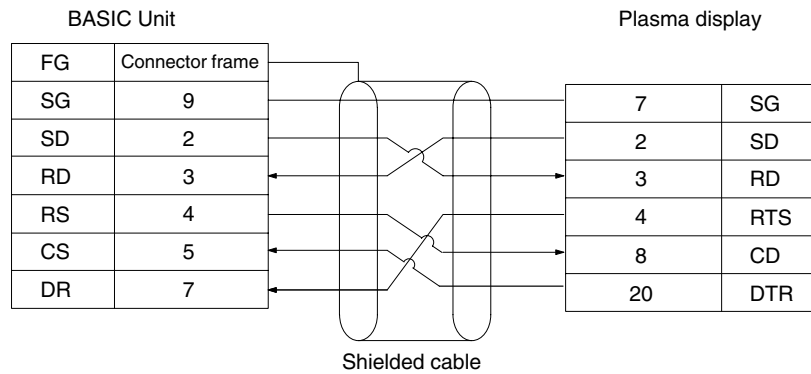 BASIC Unit
Plasma display
FG Connector frame
SG 9 7 SG
SD 2 2 SD
RD 3 3 RD
RS 4 4 RTS
CS 5 8 CD
DR 7 20 DTR
Shielded cable